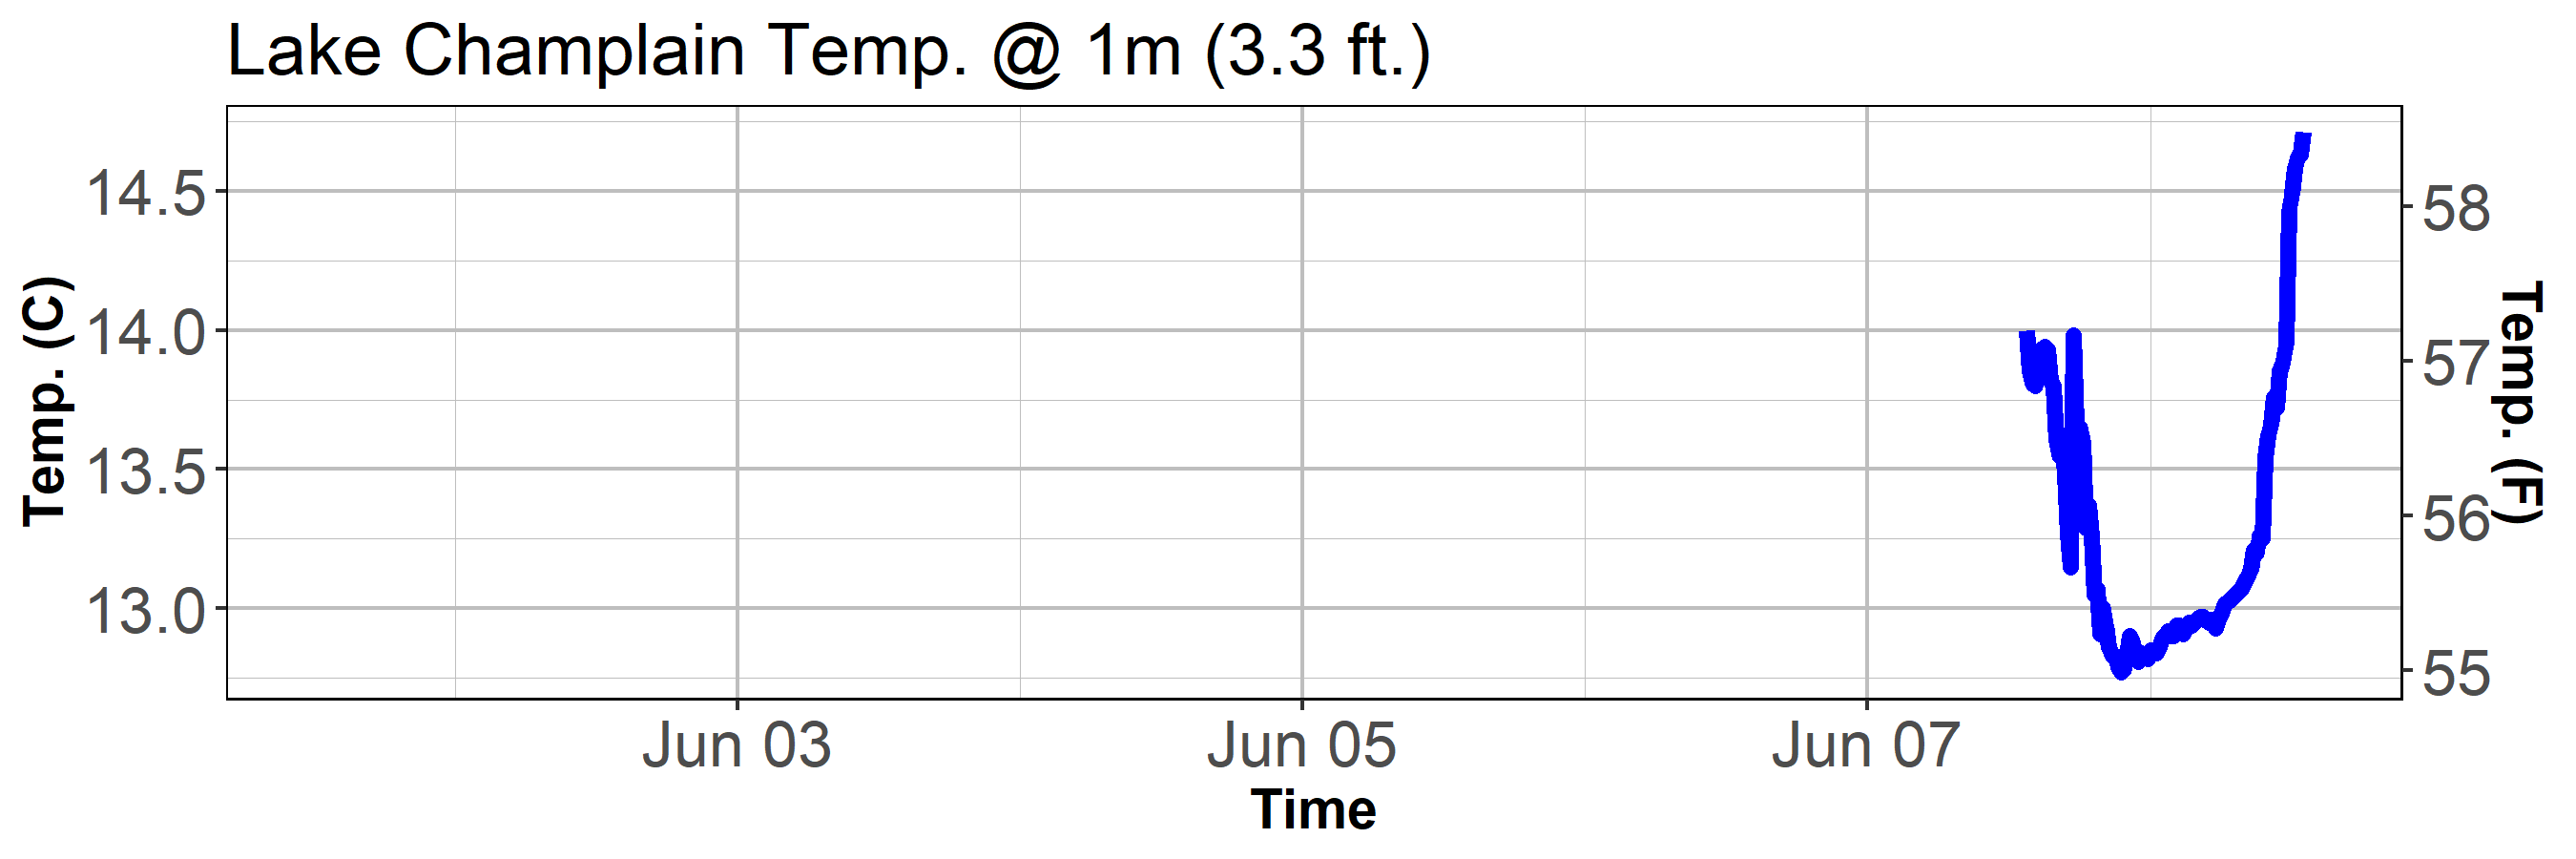 Lake Champlain Temp. @ 1m (3.3 ft.)
Temp. (C)
14.5
14.0
13.5
13.0
58
57
56
55
Temp. (F)
Jun 03 Jun 05 Jun 07
Time